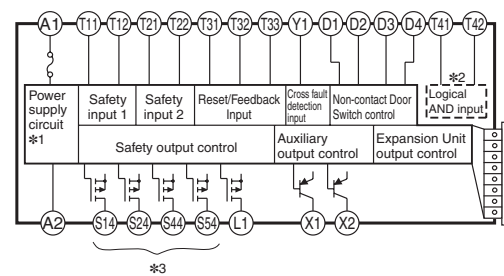 A1 T11 T12 T21 T22 T31 T32 T33 Y1 D1 D2 D3 D4 T41 T42
*2
Power supply circuit *1
Safety input 1
Safety input 2
Reset/Feedback Input
Cross fault detection input
Non-contact Door Switch control
Logical AND input
Safety output control
Auxiliary output control
Expansion Unit output control
A2 S14 S24 S44 S54 L1 X1 X2
*3